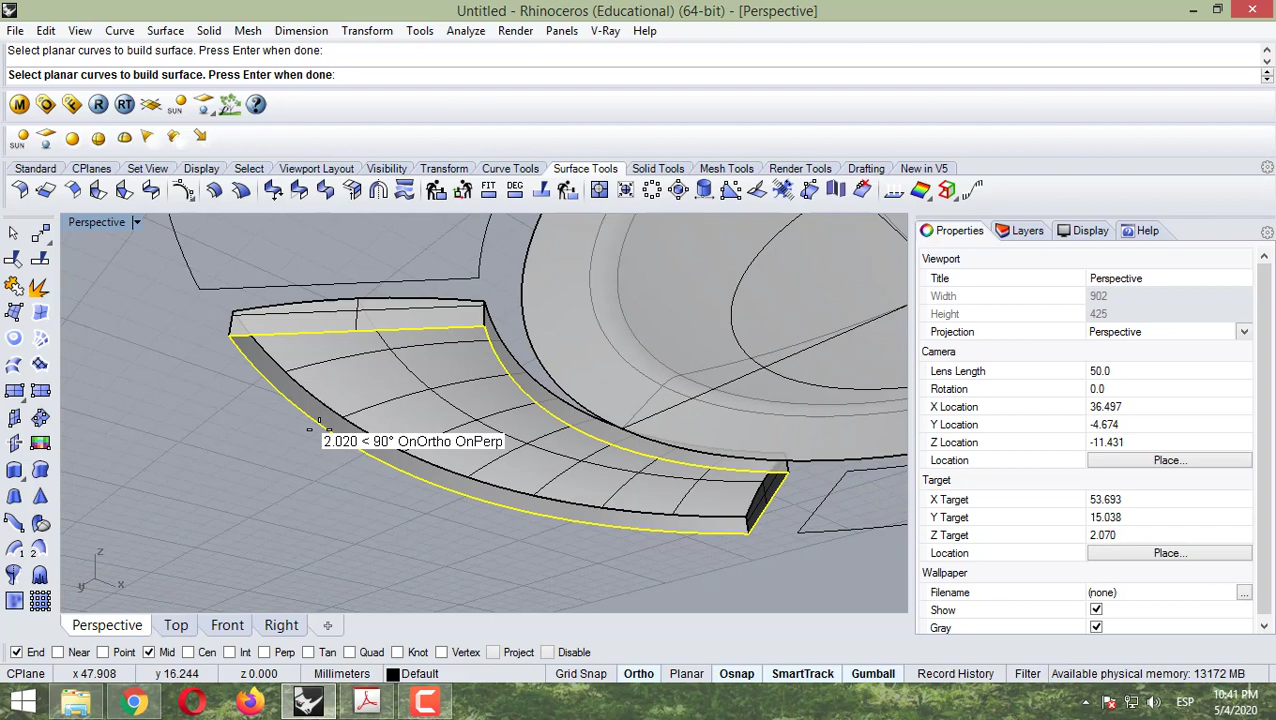 Untitled - Rhinoceros (Educational) (64-bit) - [Perspective]
File Edit View Curve Surface Solid Mesh Dimension Transform Tools Analyze Render Panels V-Ray Help
Select planar curves to build surface. Press Enter when done:
Select planar curves to build surface. Press Enter when done:
M O F R RT SUN ?
SUN
Standard CPlanes Set View Display Select Viewport Layout Visibility Transform Curve Tools Surface Tools Solid Tools Mesh Tools Render Tools Drafting New in V5
FIT DEG
Perspective
2.020 < 90° OnOrtho OnPerp
z
y x
Properties Layers Display Help
Viewport
Title Perspective
Width 902
Height 425
Projection Perspective
Camera
Lens Length 50.0
Rotation 0.0
X Location 36.497
Y Location -4.674
Z Location -11.431
Location Place...
Target
X Target 53.693
Y Target 15.038
Z Target 2.070
Location Place...
Wallpaper
Filename (none) ...
Show
Gray
Perspective Top Front Right
End Near Point Mid Cen Int Perp Tan Quad Knot Vertex Project Disable
CPlane x 47.908 y 16.244 z 0.000 Millimeters Default Grid Snap Ortho Planar Osnap SmartTrack Gumball Record History Filter Available physical memory: 13172 MB
ESP
10:41 PM
5/4/2020